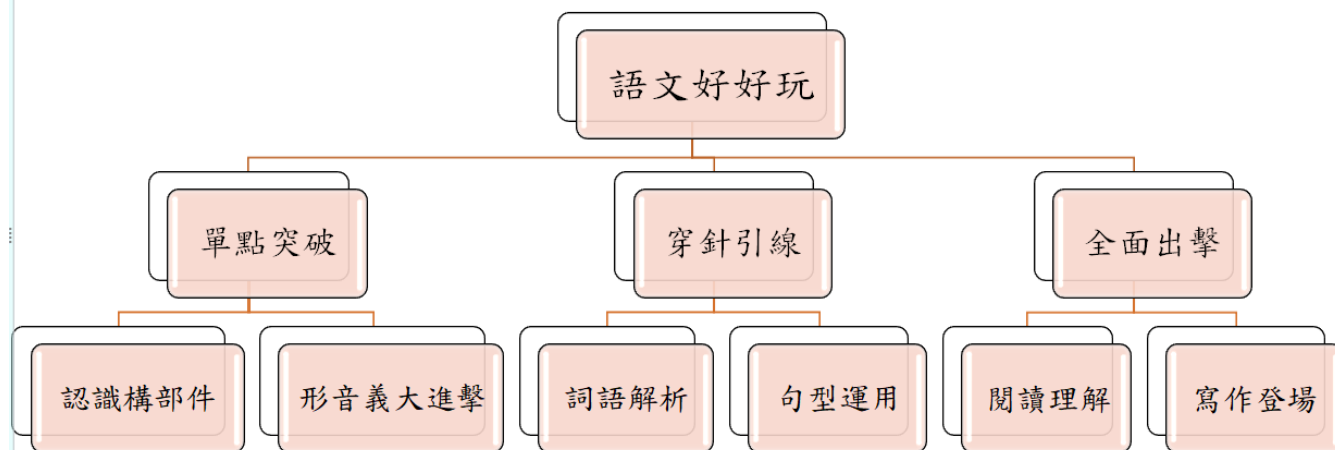 語文好好玩
單點突破
穿針引線
全面出擊
認識構部件
形音義大進擊
詞語解析
句型運用
閱讀理解
寫作登場